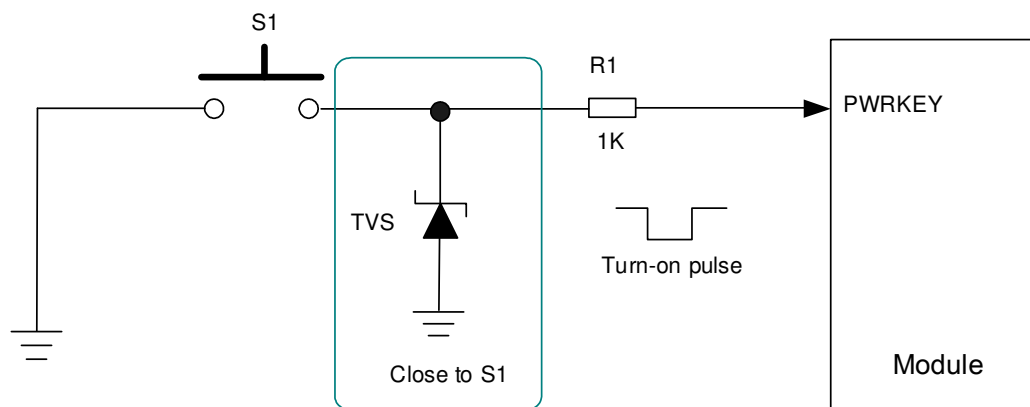 S1
R1
1K
PWRKEY
TVS
Turn-on pulse
Close to S1
Module